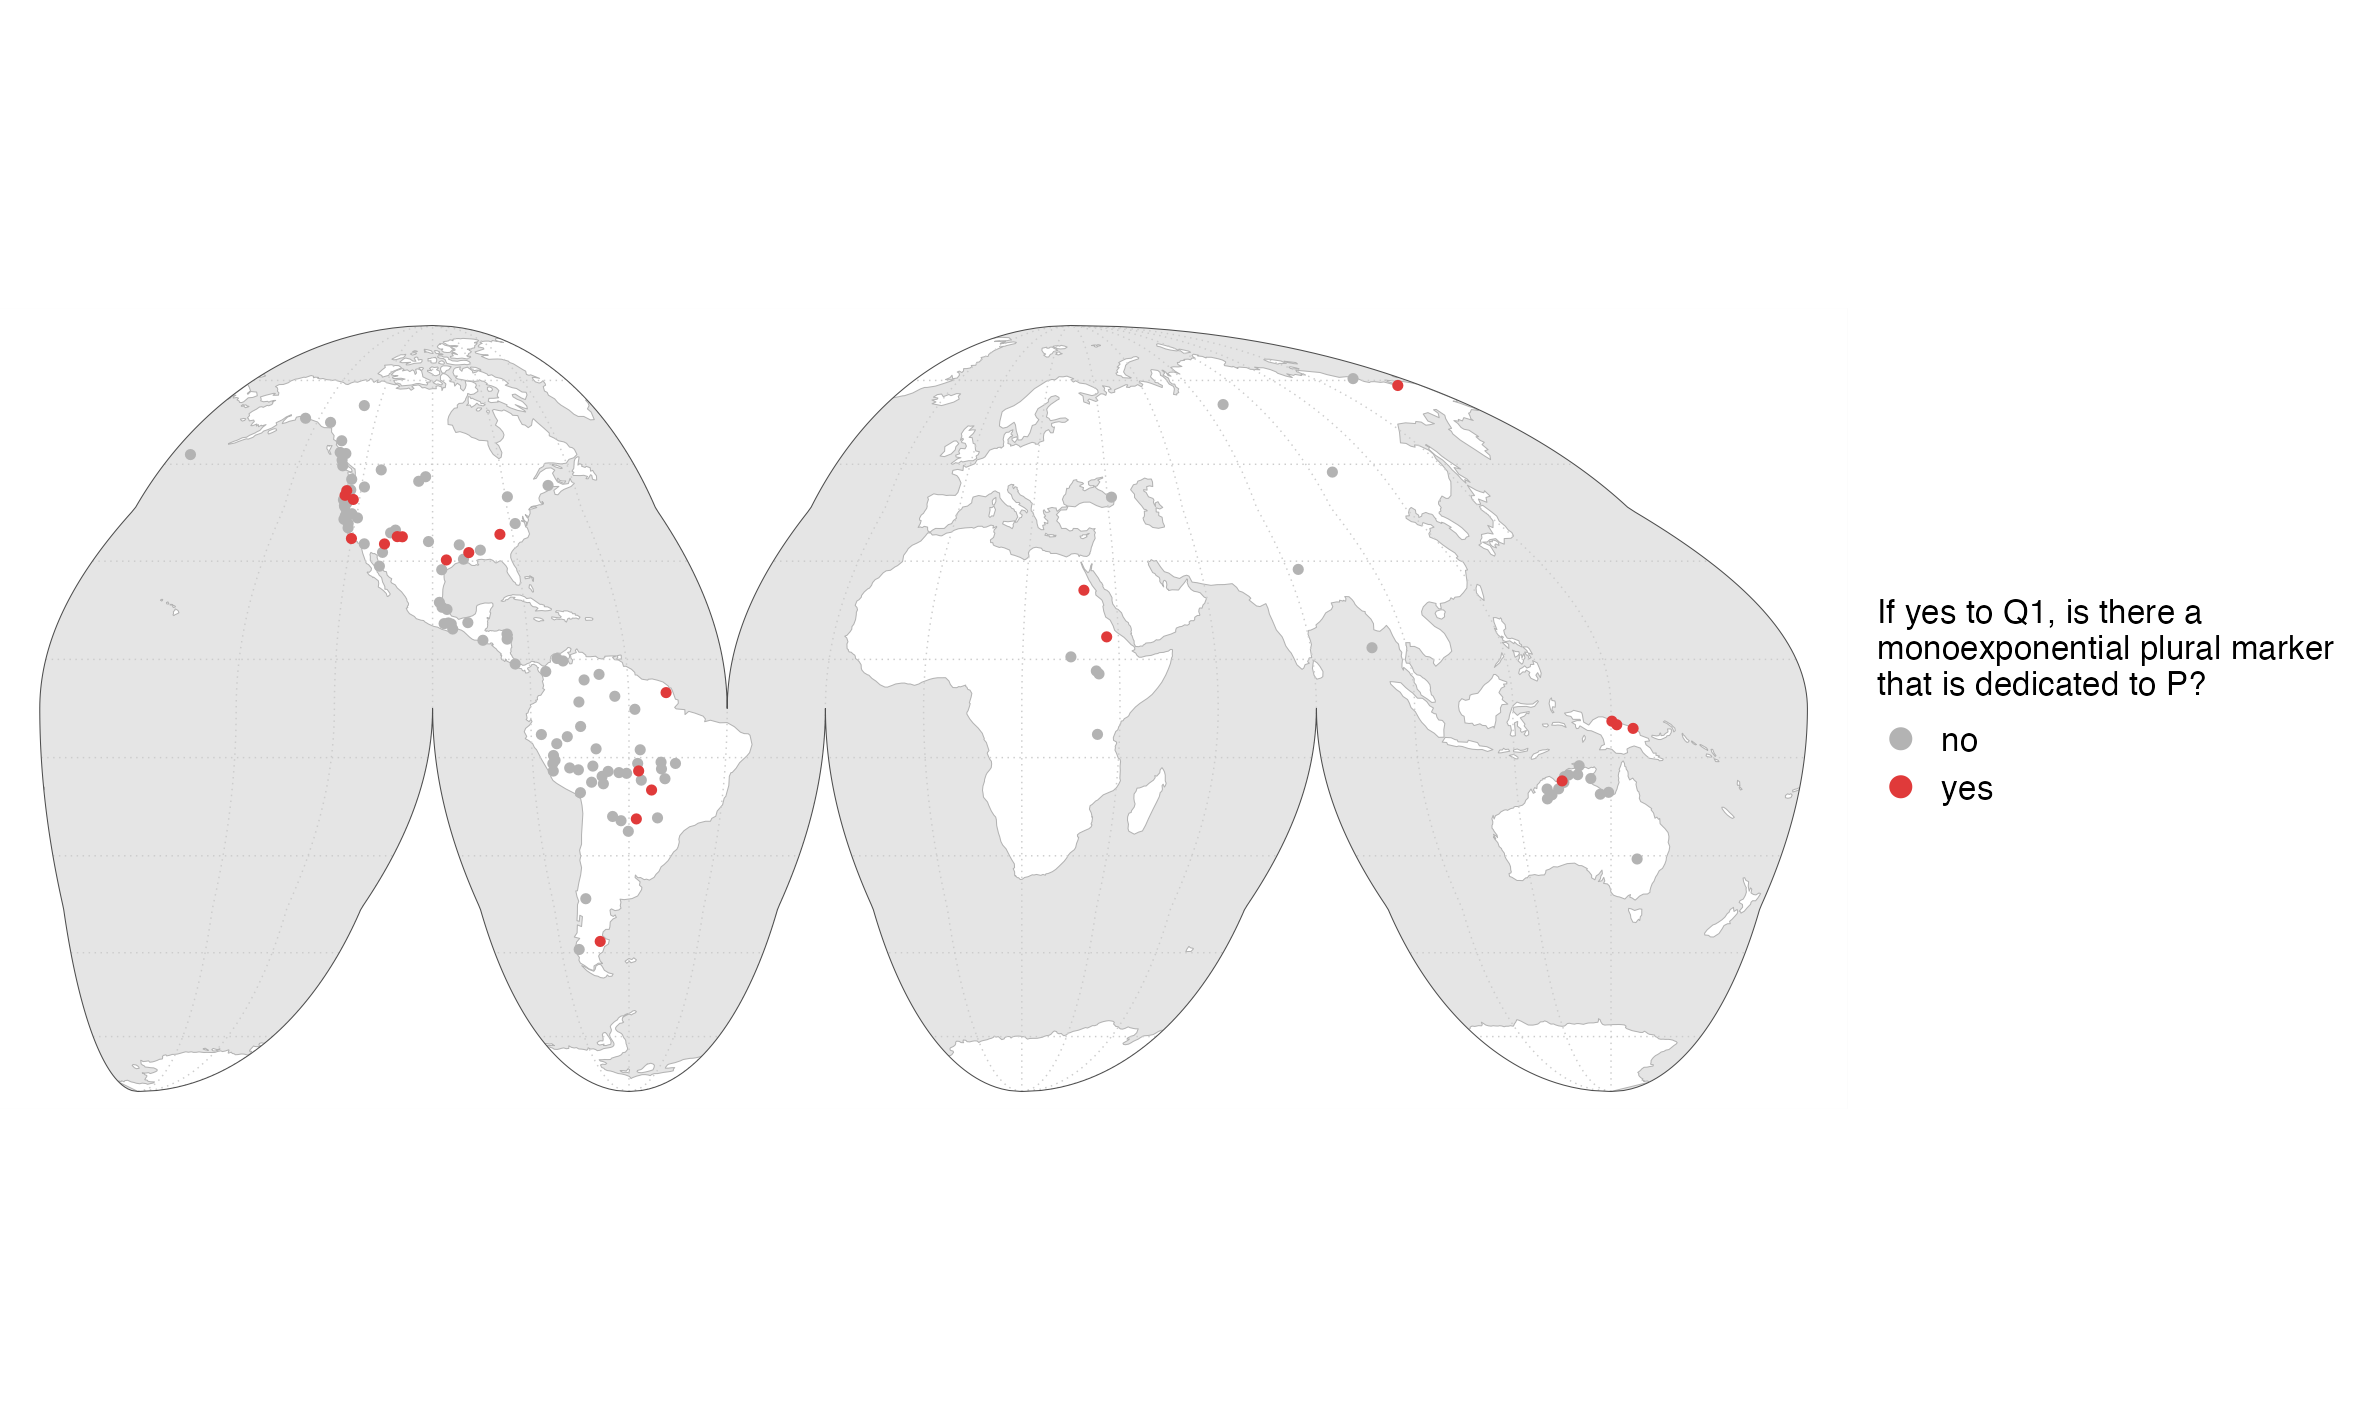 If yes to Q1, is there a
monoexponential plural marker
that is dedicated to P?
no
yes